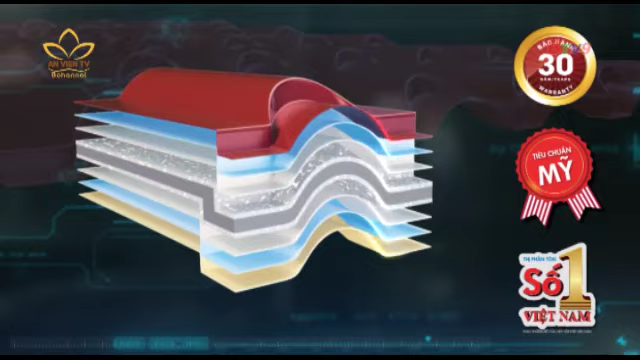 AN VIEN TV
Bchannel
BẢO HÀNH
30
NĂM/YEARS
WARRANTY
TIÊU CHUẨN
MỸ
THỊ PHẦN TÔN
Số 1
VIỆT NAM